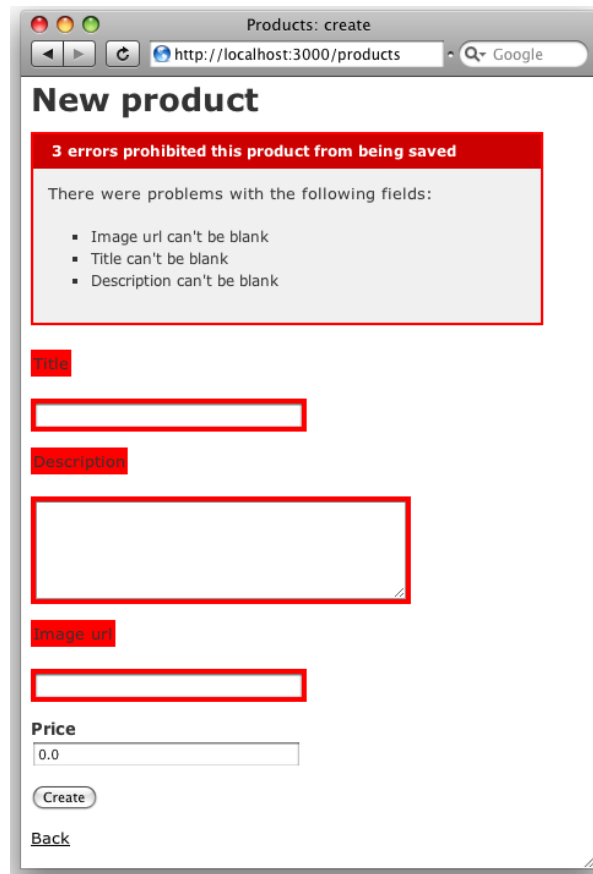 Products: create
http://localhost:3000/products
Google
New product
3 errors prohibited this product from being saved
There were problems with the following fields:
Image url can't be blank
Title can't be blank
Description can't be blank
Title
Description
Image url
Price
0.0
Create
Back